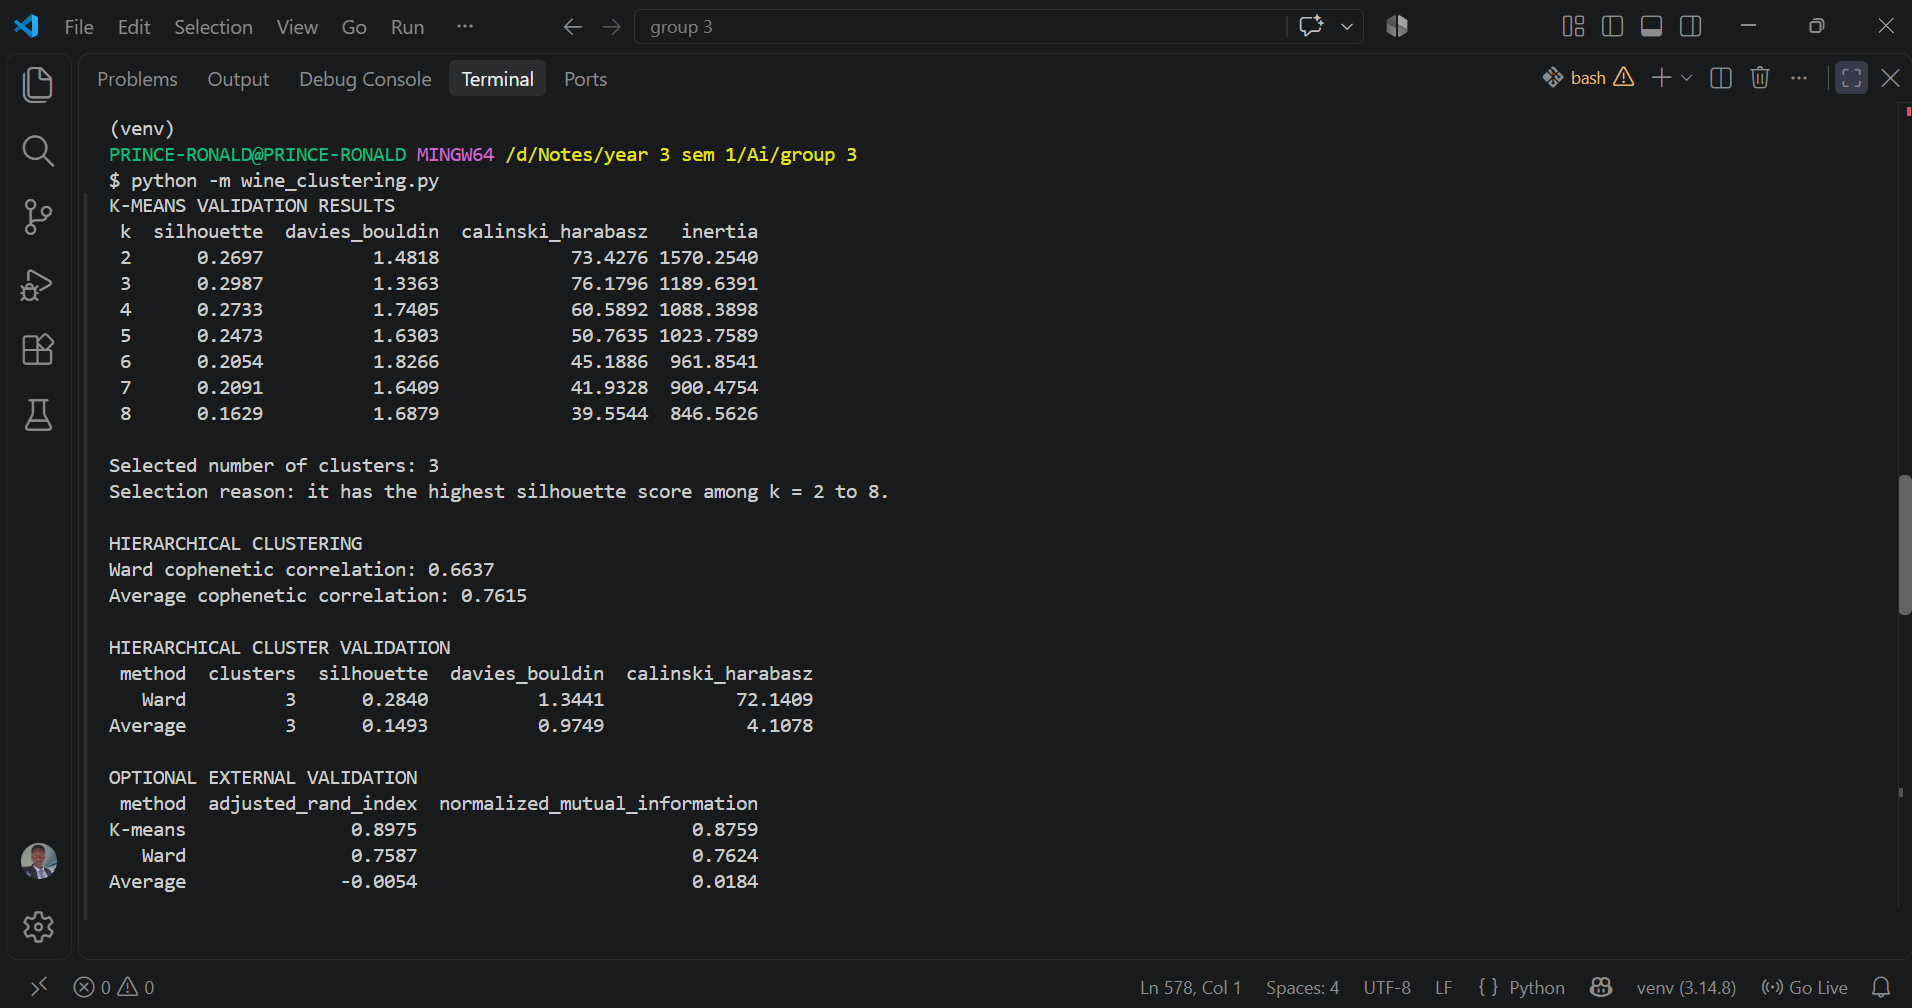 File Edit Selection View Go Run ··· group 3
Problems Output Debug Console Terminal Ports bash
(venv)
PRINCE-RONALD@PRINCE-RONALD MINGW64 /d/Notes/year 3 sem 1/Ai/group 3
$ python -m wine_clustering.py
K-MEANS VALIDATION RESULTS
k silhouette davies_bouldin calinski_harabasz inertia
2 0.2697 1.4818 73.4276 1570.2540
3 0.2987 1.3363 76.1796 1189.6391
4 0.2733 1.7405 60.5892 1088.3898
5 0.2473 1.6303 50.7635 1023.7589
6 0.2054 1.8266 45.1886 961.8541
7 0.2091 1.6409 41.9328 900.4754
8 0.1629 1.6879 39.5544 846.5626
Selected number of clusters: 3
Selection reason: it has the highest silhouette score among k = 2 to 8.
HIERARCHICAL CLUSTERING
Ward cophenetic correlation: 0.6637
Average cophenetic correlation: 0.7615
HIERARCHICAL CLUSTER VALIDATION
method clusters silhouette davies_bouldin calinski_harabasz
Ward 3 0.2840 1.3441 72.1409
Average 3 0.1493 0.9749 4.1078
OPTIONAL EXTERNAL VALIDATION
method adjusted_rand_index normalized_mutual_information
K-means 0.8975 0.8759
Ward 0.7587 0.7624
Average -0.0054 0.0184
0 0 Ln 578, Col 1 Spaces: 4 UTF-8 LF { } Python venv (3.14.8) Go Live